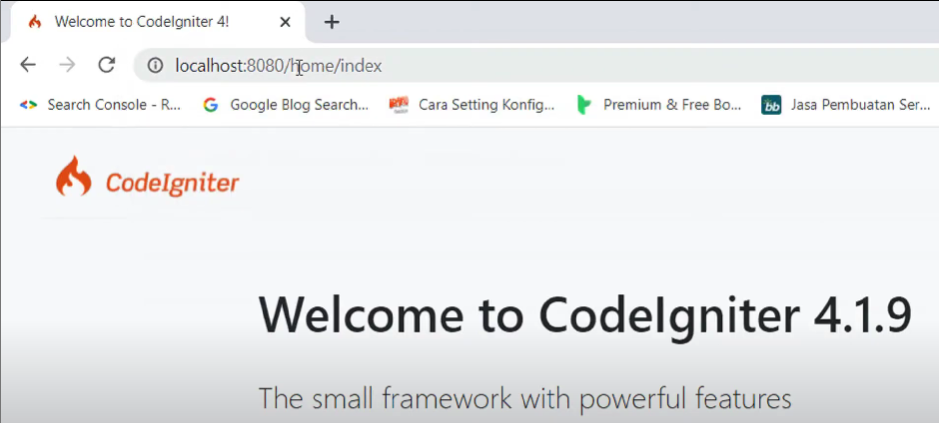 Welcome to CodeIgniter 4!
localhost:8080/home/index
Search Console - R... Google Blog Search... Cara Setting Konfig... Premium & Free Bo... bb Jasa Pembuatan Ser...
CodeIgniter
Welcome to CodeIgniter 4.1.9
The small framework with powerful features